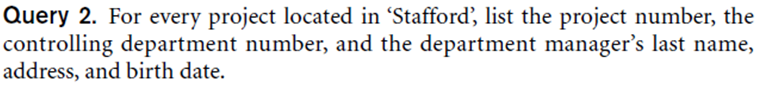 Query 2. For every project located in ‘Stafford’, list the project number, the
controlling department number, and the department manager’s last name,
address, and birth date.